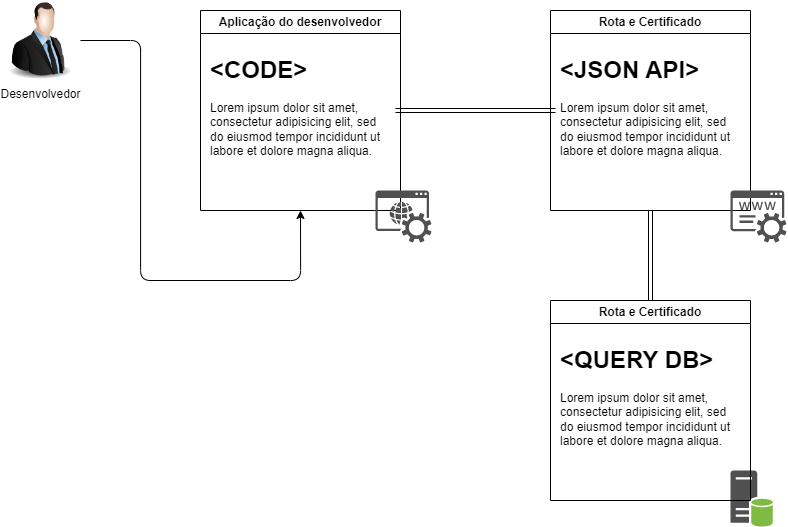 Desenvolvedor
Aplicação do desenvolvedor
<CODE>
Lorem ipsum dolor sit amet,
consectetur adipisicing elit, sed
do eiusmod tempor incididunt ut
labore et dolore magna aliqua.
Rota e Certificado
<JSON API>
Lorem ipsum dolor sit amet,
consectetur adipisicing elit, sed
do eiusmod tempor incididunt ut
labore et dolore magna aliqua.
WWW
Rota e Certificado
<QUERY DB>
Lorem ipsum dolor sit amet,
consectetur adipisicing elit, sed
do eiusmod tempor incididunt ut
labore et dolore magna aliqua.